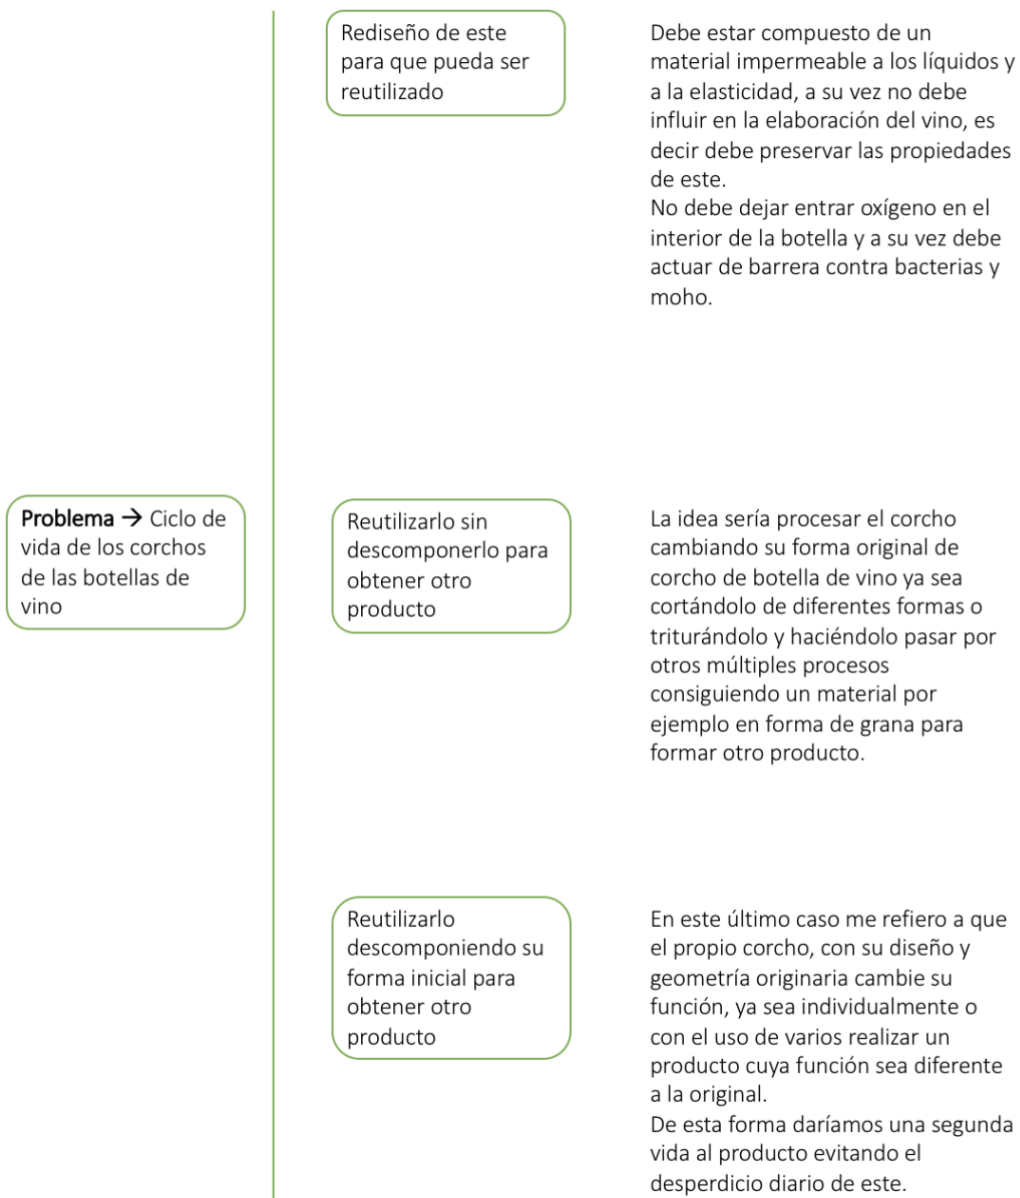 Rediseño de este
para que pueda ser
reutilizado
Debe estar compuesto de un
material impermeable a los líquidos y
a la elasticidad, a su vez no debe
influir en la elaboración del vino, es
decir debe preservar las propiedades
de este.
No debe dejar entrar oxígeno en el
interior de la botella y a su vez debe
actuar de barrera contra bacterias y
moho.
Problema → Ciclo de
vida de los corchos
de las botellas de
vino
Reutilizarlo sin
descomponerlo para
obtener otro
producto
La idea sería procesar el corcho
cambiando su forma original de
corcho de botella de vino ya sea
cortándolo de diferentes formas o
triturándolo y haciéndolo pasar por
otros múltiples procesos
consiguiendo un material por
ejemplo en forma de grana para
formar otro producto.
Reutilizarlo
descomponiendo su
forma inicial para
obtener otro
producto
En este último caso me refiero a que
el propio corcho, con su diseño y
geometría originaria cambie su
función, ya sea individualmente o
con el uso de varios realizar un
producto cuya función sea diferente
a la original.
De esta forma daríamos una segunda
vida al producto evitando el
desperdicio diario de este.